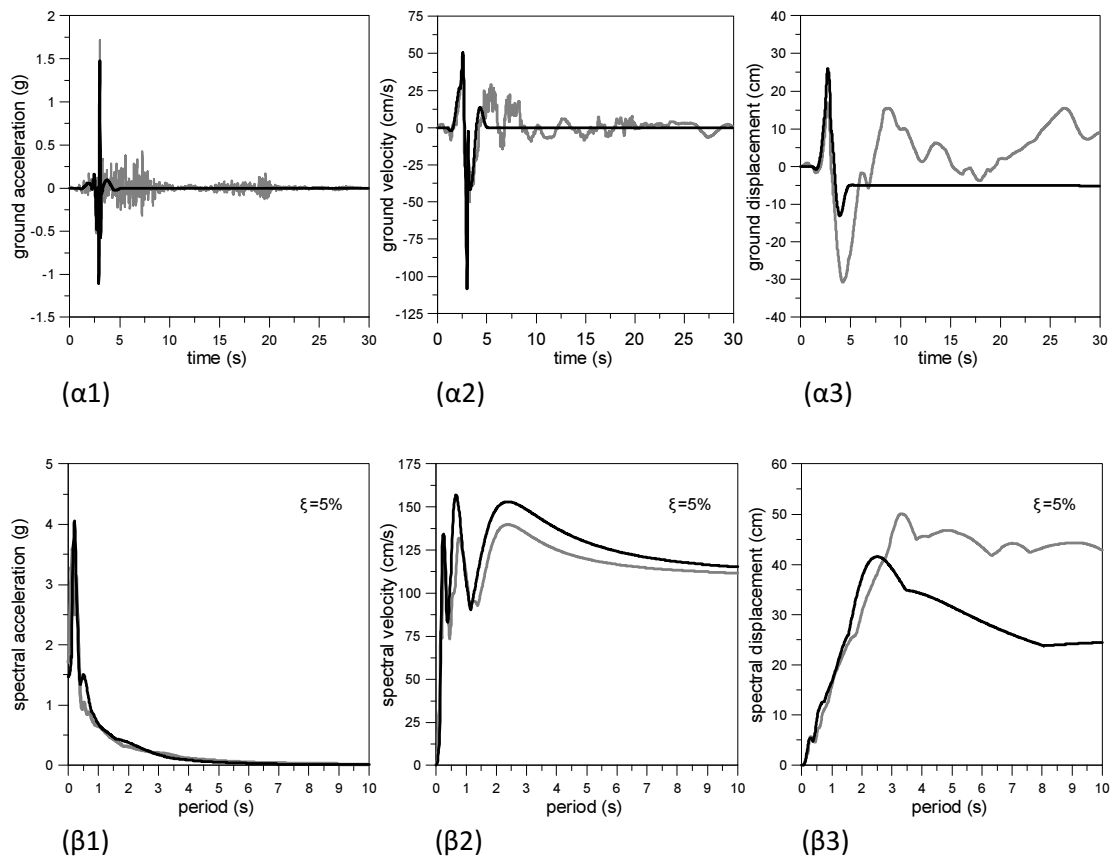 2
1.5
1
0.5
0
-0.5
-1
-1.5
ground acceleration (g)
0 5 10 15 20 25 30
time (s)
(α1)
75
50
25
0
-25
-50
-75
-100
-125
ground velocity (cm/s)
0 5 10 15 20 25 30
time (s)
(α2)
40
30
20
10
0
-10
-20
-30
-40
ground displacement (cm)
0 5 10 15 20 25 30
time (s)
(α3)
5
4
3
2
1
0
spectral acceleration (g)
ξ=5%
0 1 2 3 4 5 6 7 8 9 10
period (s)
(β1)
175
150
125
100
75
50
25
0
spectral velocity (cm/s)
ξ=5%
0 1 2 3 4 5 6 7 8 9 10
period (s)
(β2)
60
50
40
30
20
10
0
spectral displacement (cm)
ξ=5%
0 1 2 3 4 5 6 7 8 9 10
period (s)
(β3)